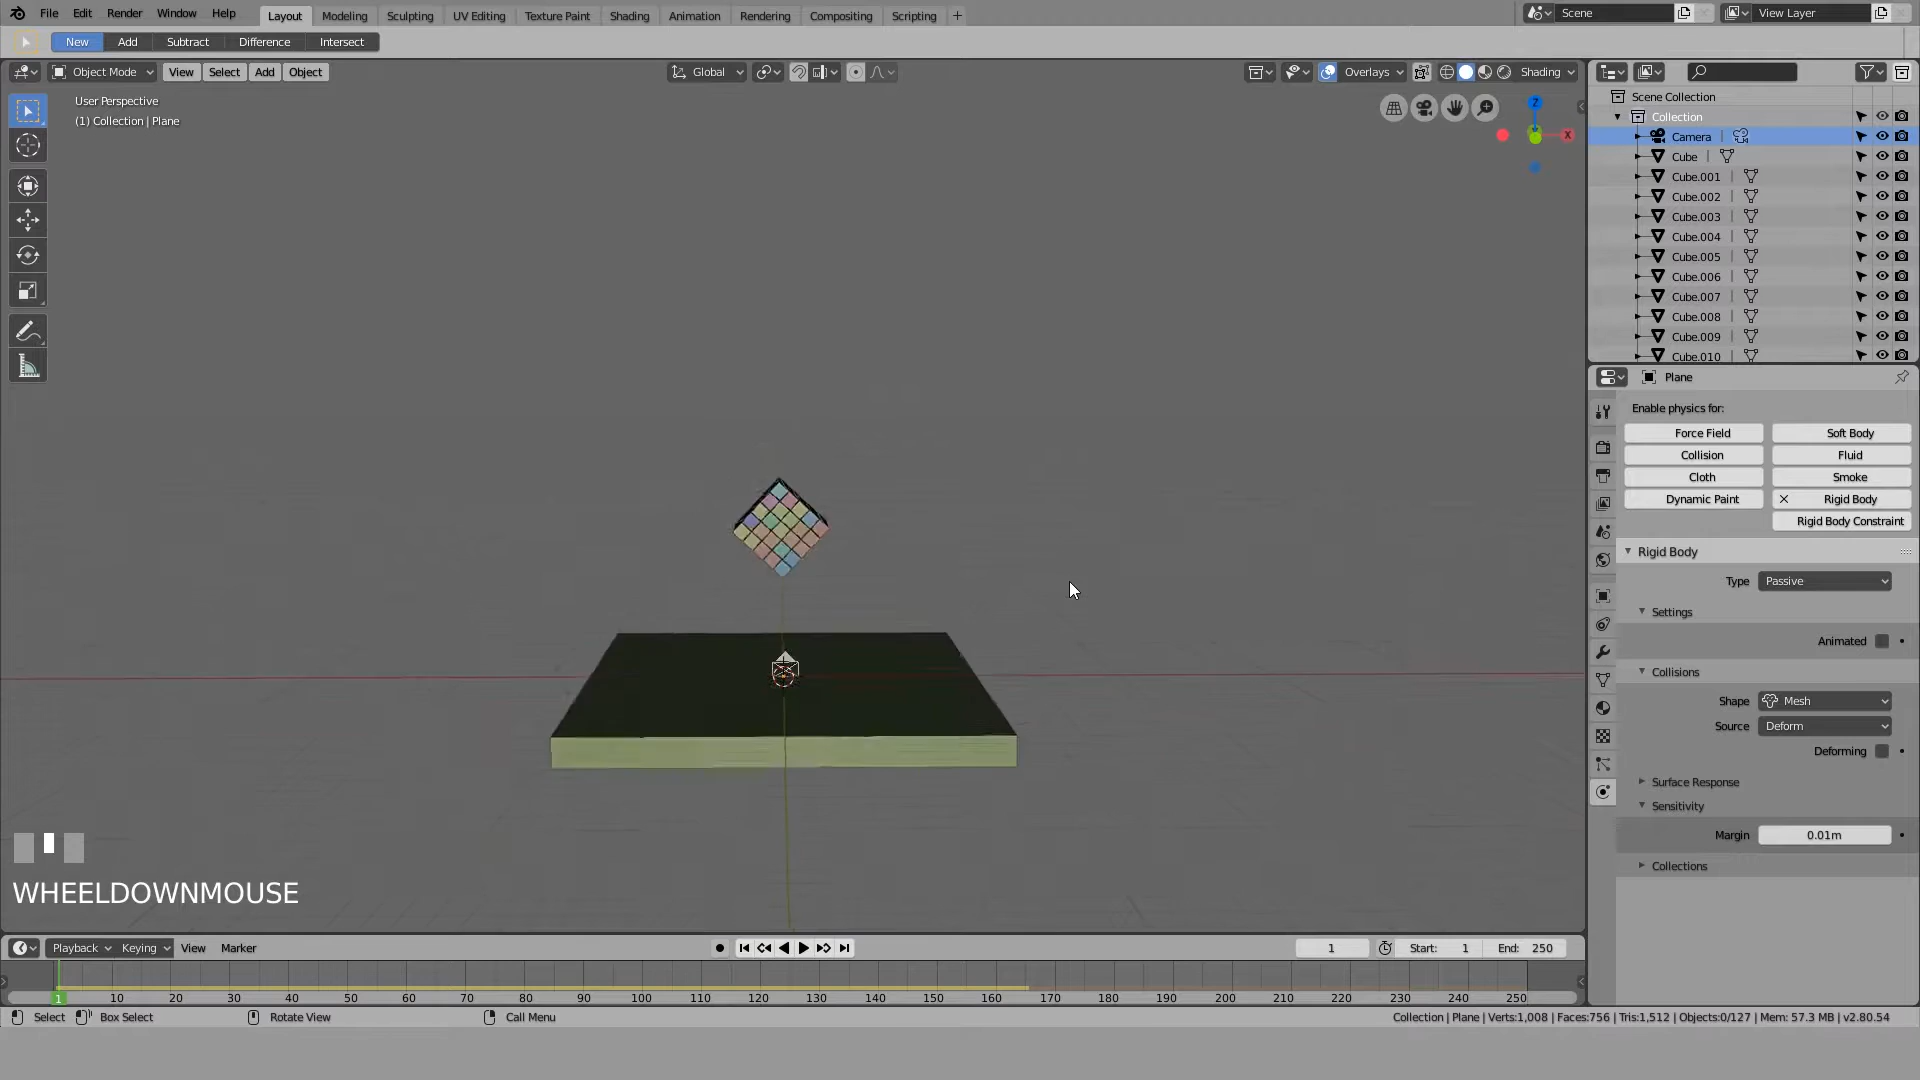 File Edit Render Window Help Layout Modeling Sculpting UV Editing Texture Paint Shading Animation Rendering Compositing Scripting + Scene View Layer
New Add Subtract Difference Intersect
Object Mode View Select Add Object Global Overlays Shading
User Perspective
(1) Collection | Plane
Z
X
Scene Collection
Collection
Camera
Cube
Cube.001
Cube.002
Cube.003
Cube.004
Cube.005
Cube.006
Cube.007
Cube.008
Cube.009
Cube.010
Plane
Enable physics for:
Force Field Soft Body
Collision Fluid
Cloth Smoke
Dynamic Paint Rigid Body
Rigid Body Constraint
Rigid Body
Type Passive
Settings
Animated
Collisions
Shape Mesh
Source Deform
Deforming
Surface Response
Sensitivity
Margin 0.01m
Collections
WHEELDOWNMOUSE
Playback Keying View Marker 1 Start: 1 End: 250
1 10 20 30 40 50 60 70 80 90 100 110 120 130 140 150 160 170 180 190 200 210 220 230 240 250
Select Box Select Rotate View Call Menu Collection | Plane | Verts:1,008 | Faces:756 | Tris:1,512 | Objects:0/127 | Mem: 57.3 MB | v2.80.54